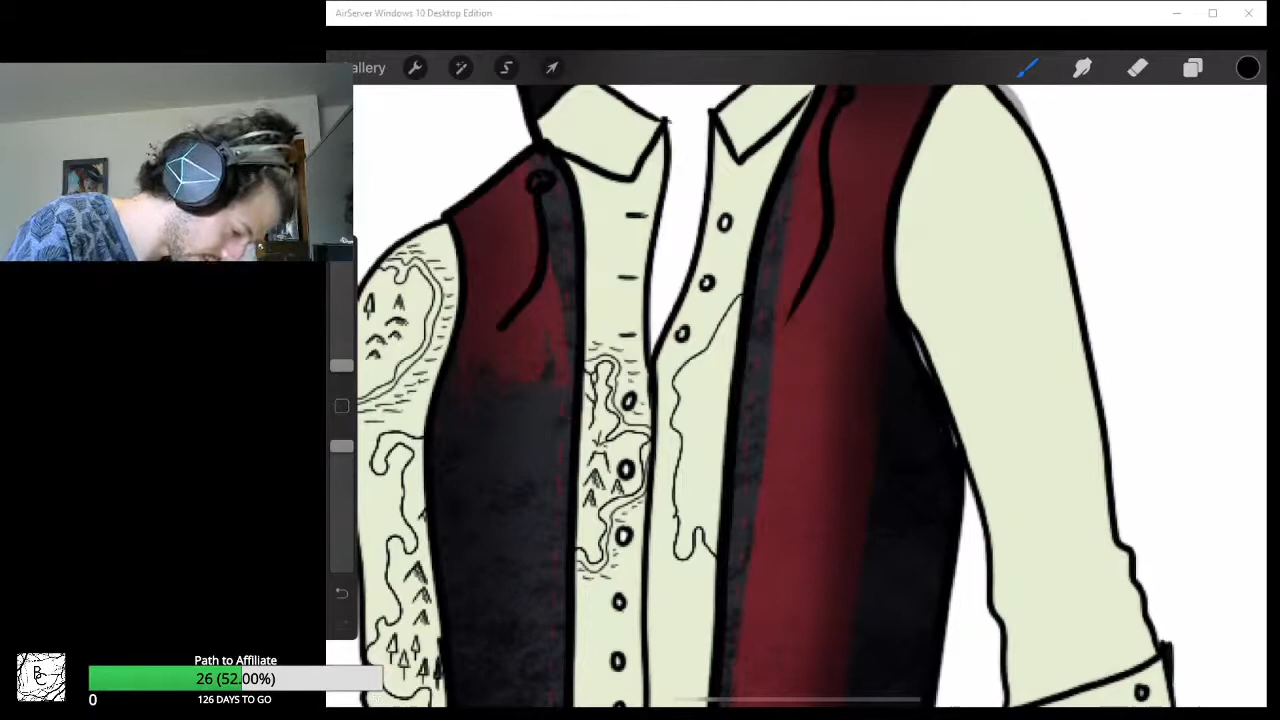 AirServer Windows 10 Desktop Edition
allery
Path to Affiliate
26 (52.00%)
0
126 DAYS TO GO